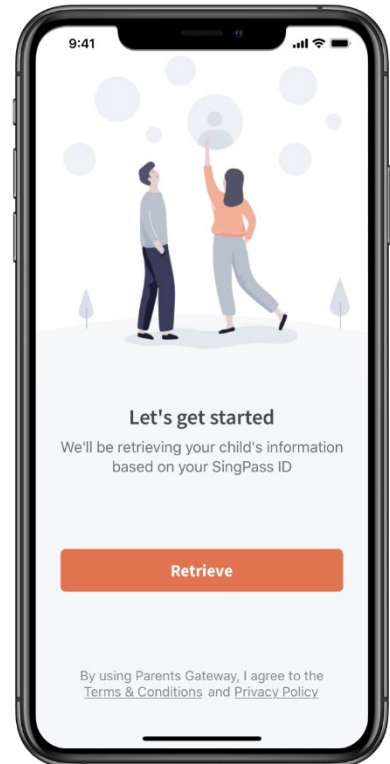 9:41
Let's get started
We'll be retrieving your child's information
based on your SingPass ID
Retrieve
By using Parents Gateway, I agree to the
Terms & Conditions and Privacy Policy